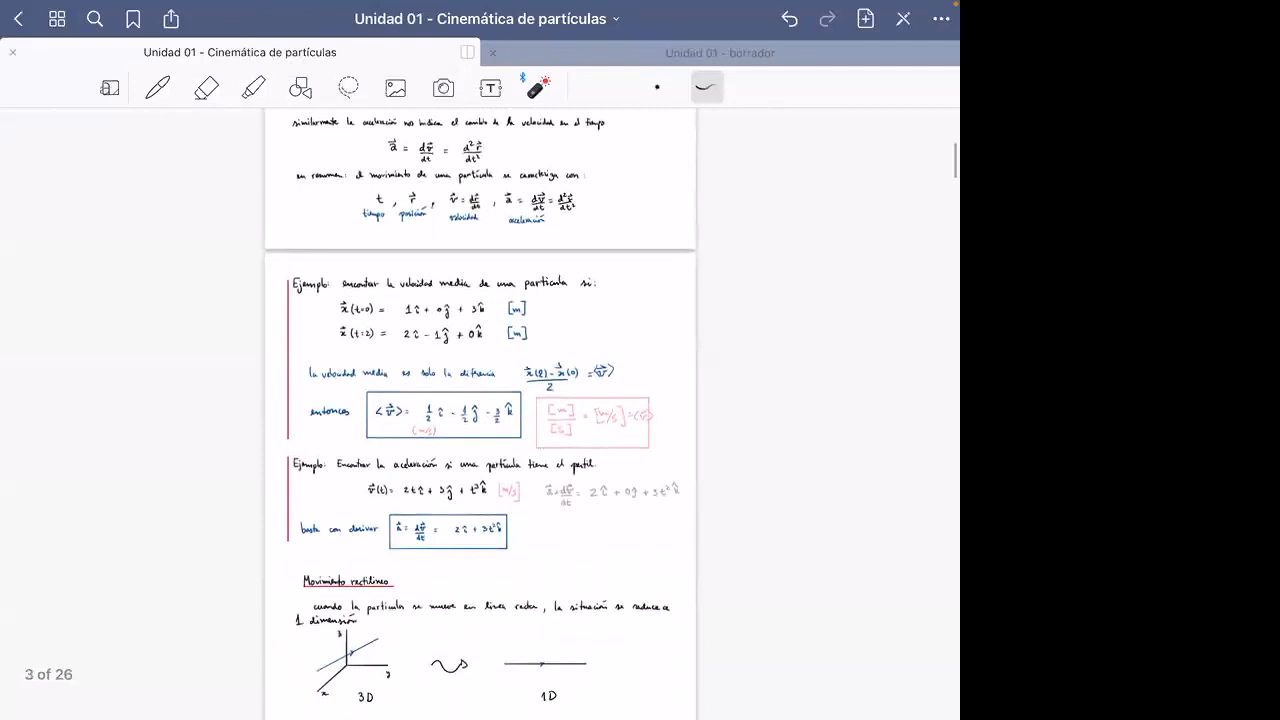 Unidad 01 - Cinemática de partículas
Unidad 01 - Cinemática de partículas
Unidad 01 - borrador
similarmente la aceleración nos indica el cambio de la velocidad en el tiempo
a⃗ = dv⃗/dt = d²r⃗/dt²
en resumen: el movimiento de una partícula se caracteriza con:
t , r⃗ , v⃗ = dr⃗/dt , a⃗ = dv⃗/dt = d²r⃗/dt²
tiempo posición velocidad aceleración
Ejemplo: encontrar la velocidad media de una partícula si:
x⃗(t=0) = 1î + 0ĵ + 3k̂ [m]
x⃗(t=2) = 2î - 1ĵ + 0k̂ [m]
la velocidad media es solo la diferencia (x⃗(2) - x⃗(0))/2 = <v⃗>
entonces <v⃗> = 1/2 î - 1/2 ĵ - 3/2 k̂ [m]/[s] = [m/s] = <v⃗>
(m/s)
Ejemplo: Encontrar la aceleración si una partícula tiene el perfil
v⃗(t) = 2tî + 3ĵ + t³k̂ [m/s] a⃗ = dv⃗/dt = 2î + 0ĵ + 3t²k̂
basta con derivar a⃗ = dv⃗/dt = 2î + 3t²k̂
Movimiento rectilineo
cuando la particula se mueve en linea recta, la situación se reduce a
1 dimensión
z
y
x
3D 1D
3 of 26